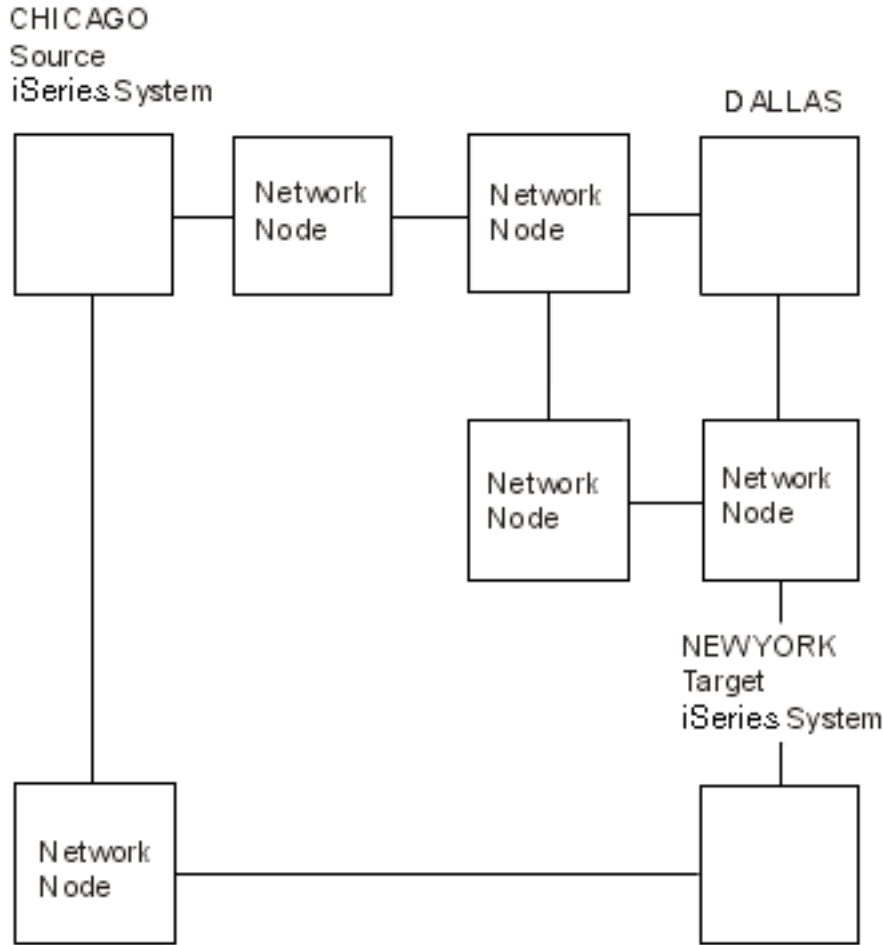 CHICAGO
Source
iSeries System
DALLAS
Network
Node
Network
Node
Network
Node
Network
Node
NEWYORK
Target
iSeries System
Network
Node